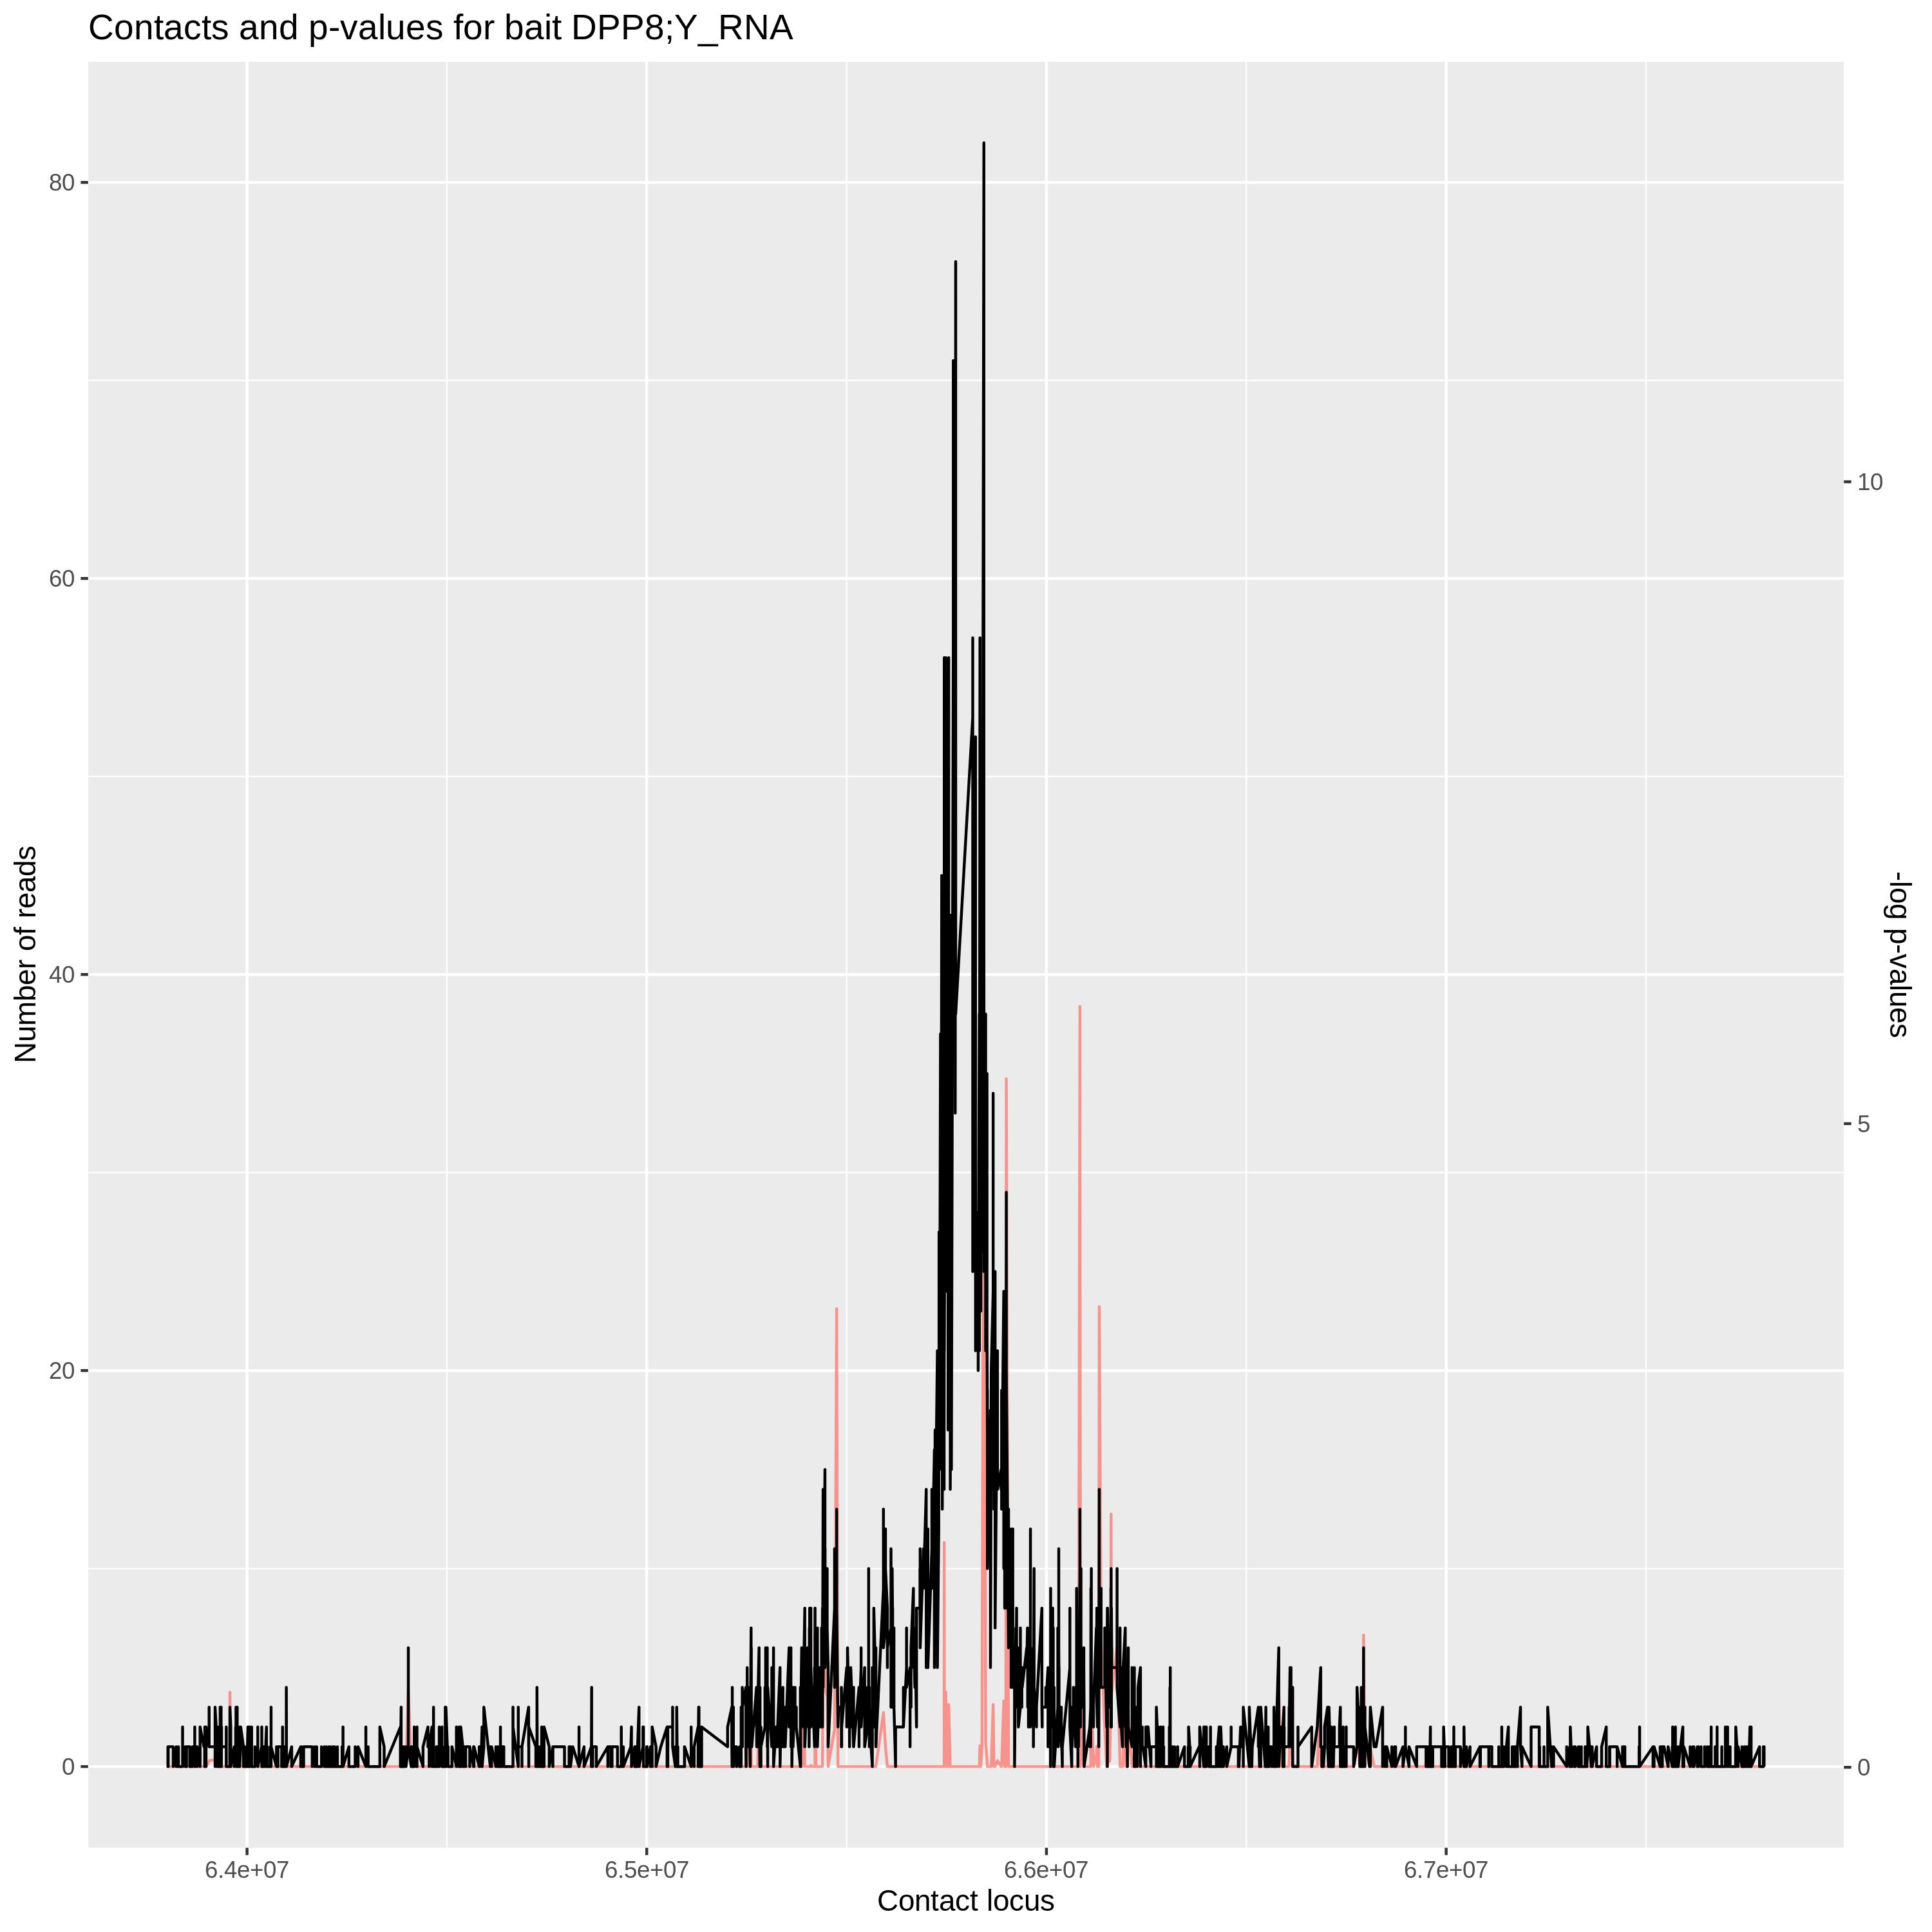 Contacts and p-values for bait DPP8;Y_RNA
80
60
40
20
0
Number of reads
10
5
0
-log p-values
6.4e+07
6.5e+07
6.6e+07
6.7e+07
Contact locus